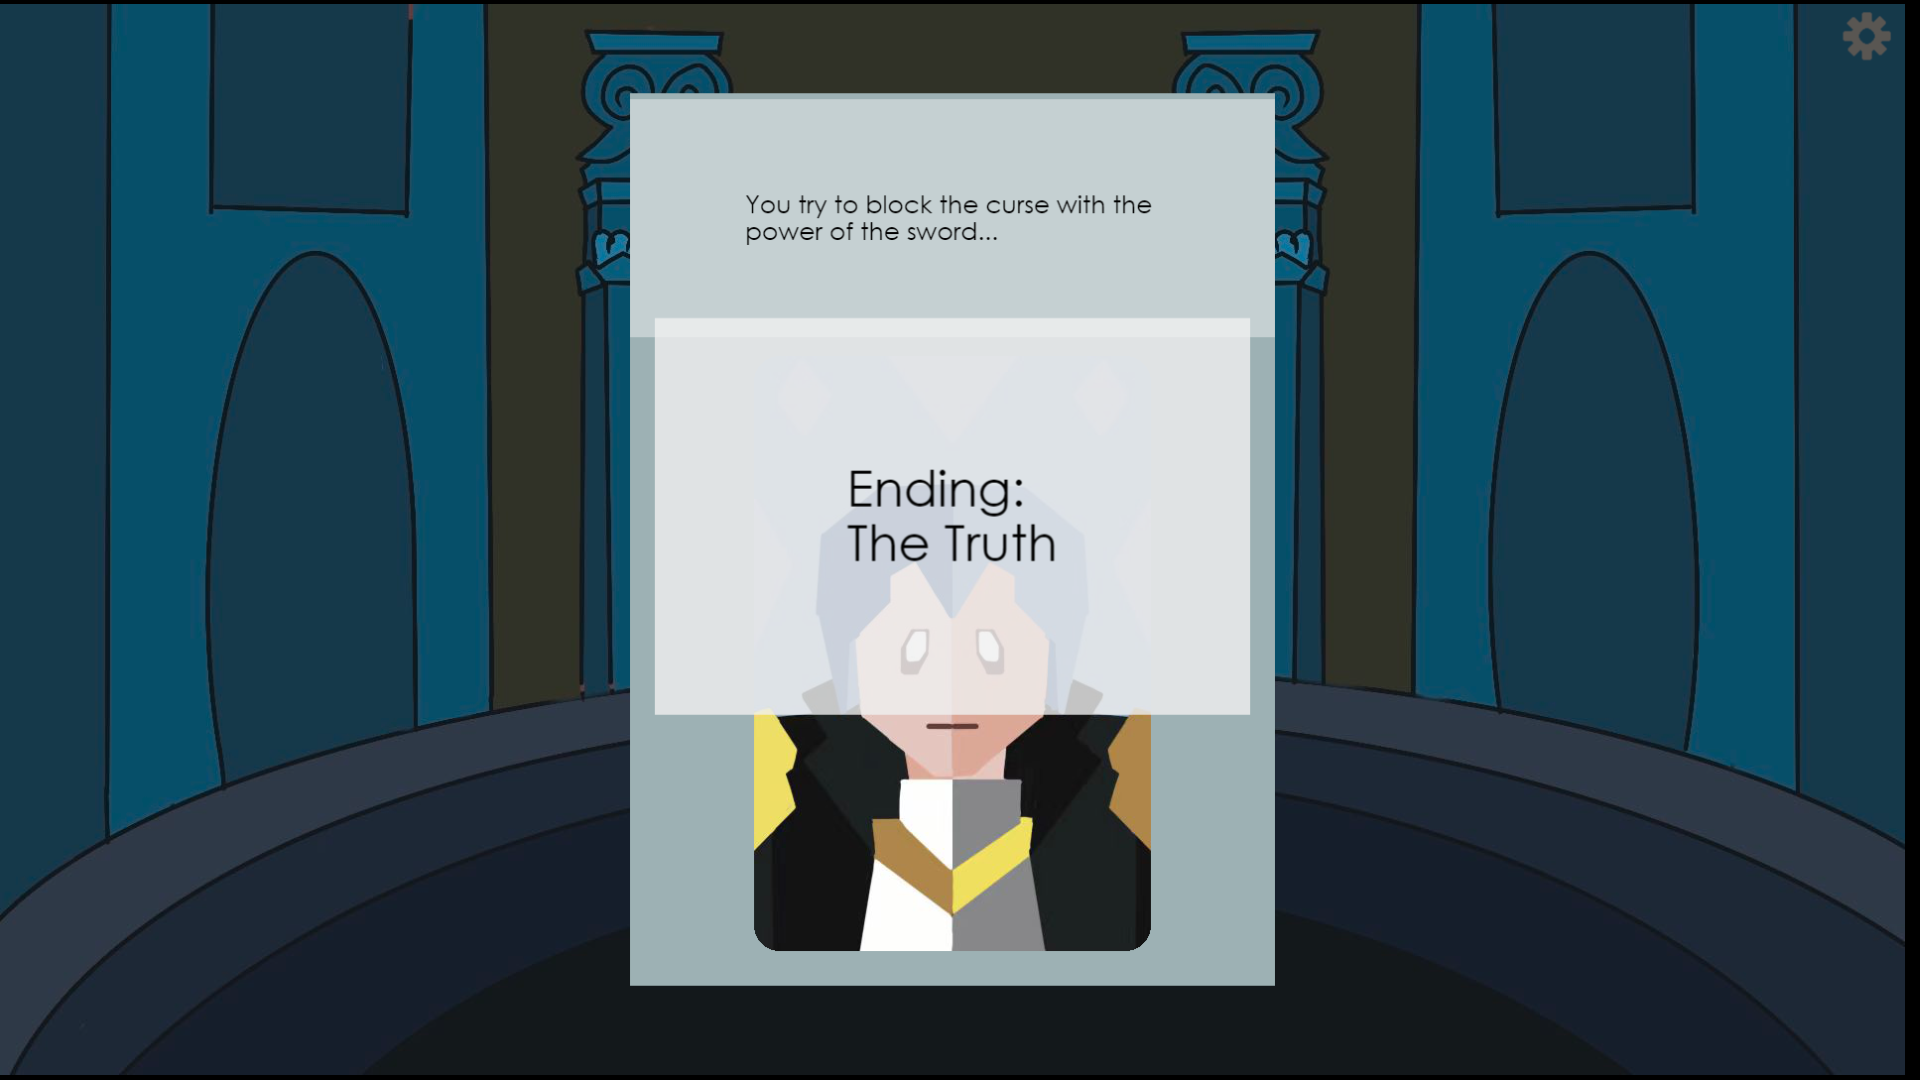 You try to block the curse with the
power of the sword...
Ending:
The Truth